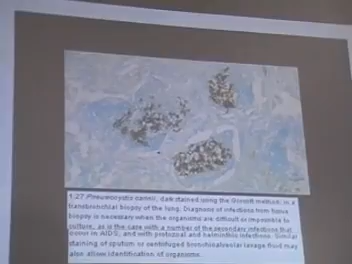 1.27 Pneumocystis carinii, dark stained using the Grocott method, in a
transbronchial biopsy of the lung. Diagnosis of infections from tissue
biopsy is necessary when the organisms are difficult or impossible to
culture, as is the case with a number of the secondary infections that
occur in AIDS, and with protozoal and helminthic infections. Similar
staining of sputum or centrifuged bronchioalveolar lavage fluid may
also allow identification of organisms.